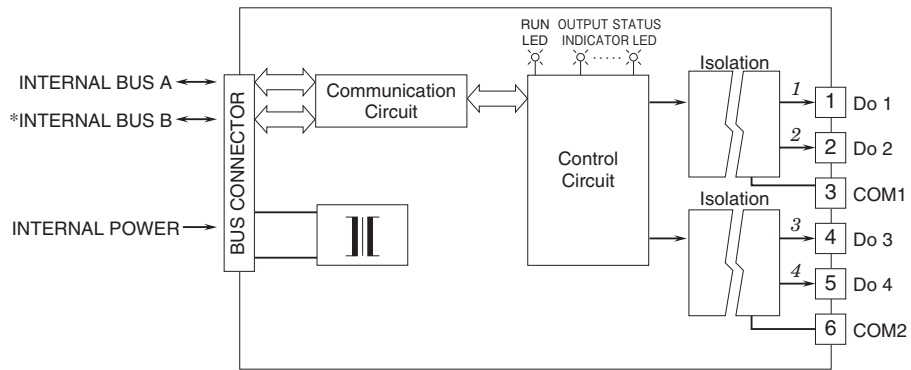 RUN
LED
OUTPUT STATUS
INDICATOR LED
INTERNAL BUS A
*INTERNAL BUS B
INTERNAL POWER
BUS CONNECTOR
Communication
Circuit
Control
Circuit
Isolation
1
1
Do 1
2
2
Do 2
3
COM1
Isolation
3
4
Do 3
4
5
Do 4
6
COM2